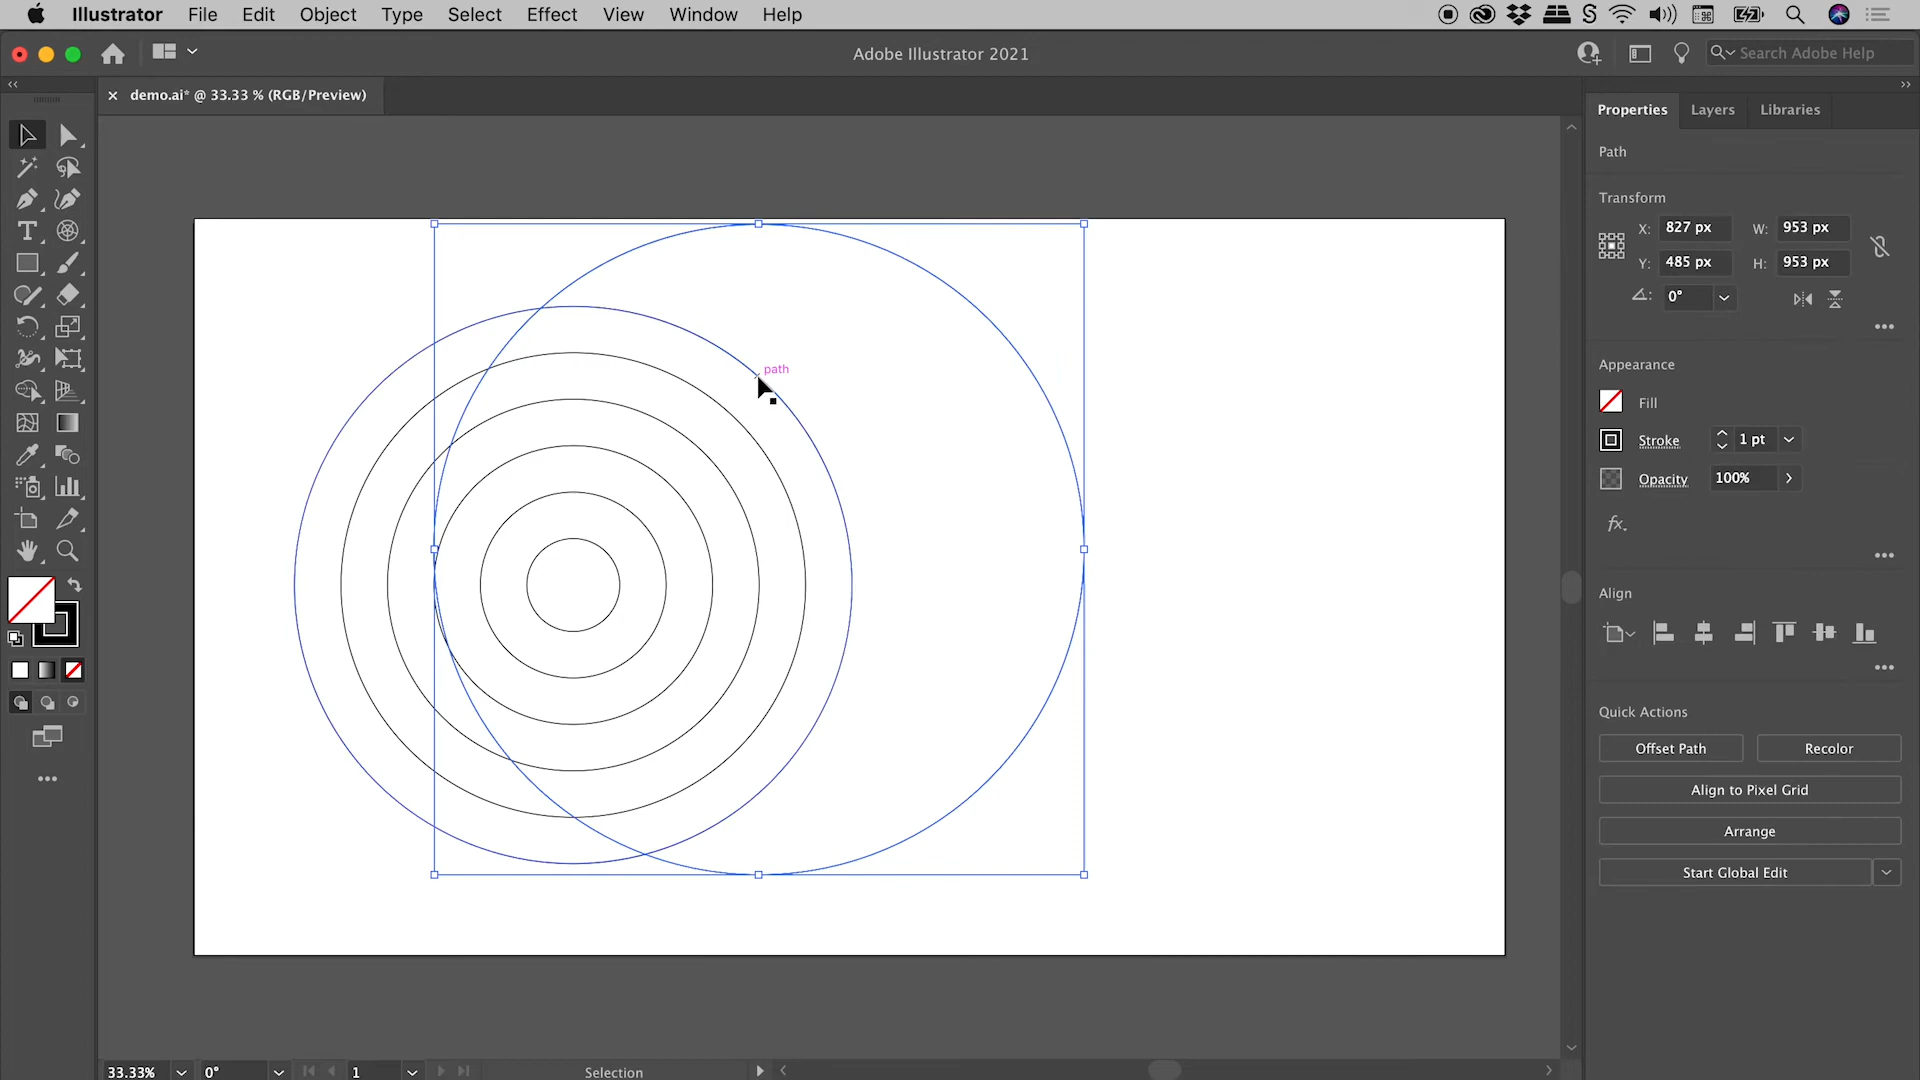 Illustrator File Edit Object Type Select Effect View Window Help
Adobe Illustrator 2021
Search Adobe Help
demo.ai* @ 33.33 % (RGB/Preview)
Properties Layers Libraries
Path
Transform
X: 827 px W: 953 px
Y: 485 px H: 953 px
0°
path
Appearance
Fill
Stroke 1 pt
Opacity 100%
fx.
Align
Quick Actions
Offset Path Recolor
Align to Pixel Grid
Arrange
Start Global Edit
33.33% 0° 1 Selection